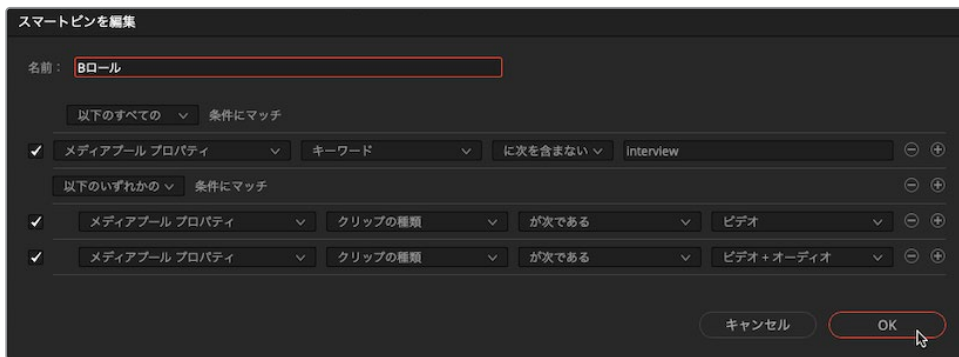 スマートビンを編集
名前： Bロール
以下のすべての 条件にマッチ
メディアプール プロパティ キーワード に次を含まない interview
以下のいずれかの 条件にマッチ
メディアプール プロパティ クリップの種類 が次である ビデオ
メディアプール プロパティ クリップの種類 が次である ビデオ + オーディオ
キャンセル OK